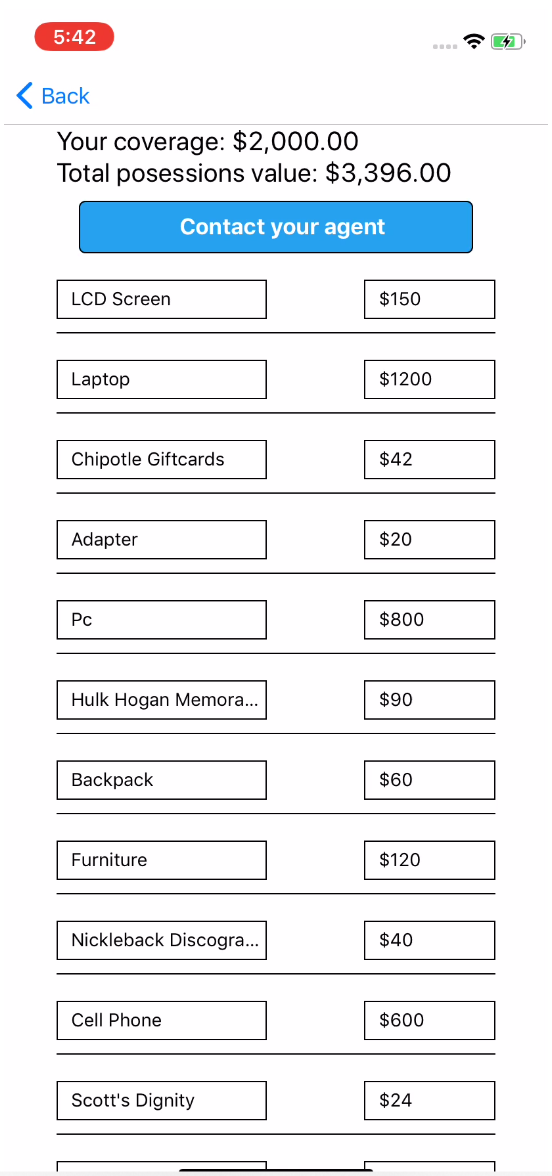 5:42
Back
Your coverage: $2,000.00
Total posessions value: $3,396.00
Contact your agent
LCD Screen $150
Laptop $1200
Chipotle Giftcards $42
Adapter $20
Pc $800
Hulk Hogan Memora... $90
Backpack $60
Furniture $120
Nickleback Discogra... $40
Cell Phone $600
Scott's Dignity $24